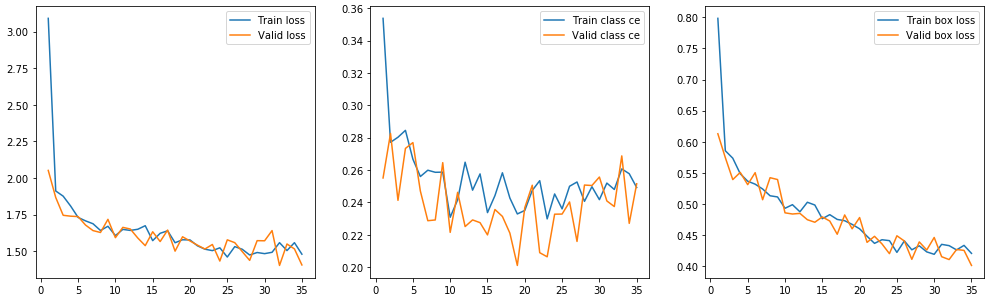 Train loss
Valid loss
3.00
2.75
2.50
2.25
2.00
1.75
1.50
0 5 10 15 20 25 30 35
Train class ce
Valid class ce
0.36
0.34
0.32
0.30
0.28
0.26
0.24
0.22
0.20
0 5 10 15 20 25 30 35
Train box loss
Valid box loss
0.80
0.75
0.70
0.65
0.60
0.55
0.50
0.45
0.40
0 5 10 15 20 25 30 35